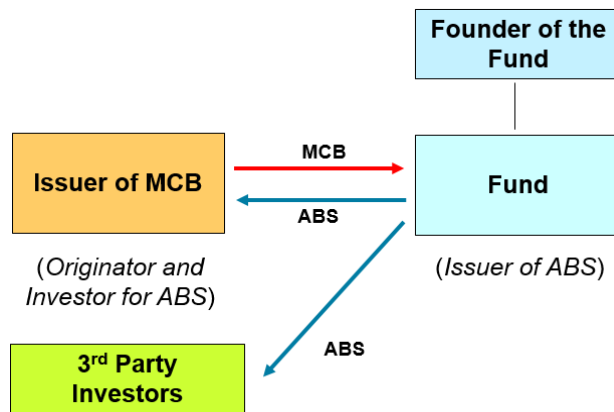 Founder of the
Fund
MCB
Issuer of MCB
Fund
ABS
(Originator and
Investor for ABS)
(Issuer of ABS)
ABS
3rd Party
Investors